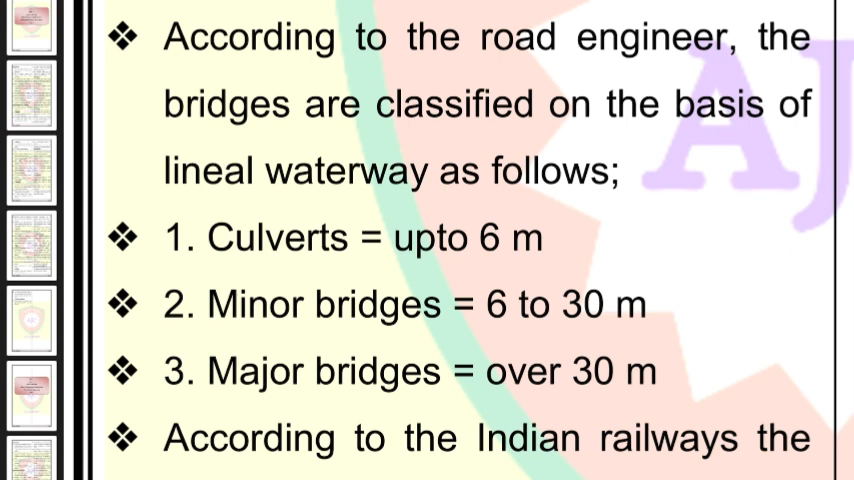 ❖ According to the road engineer, the
bridges are classified on the basis of
lineal waterway as follows;
❖ 1. Culverts = upto 6 m
❖ 2. Minor bridges = 6 to 30 m
❖ 3. Major bridges = over 30 m
❖ According to the Indian railways the
AJ